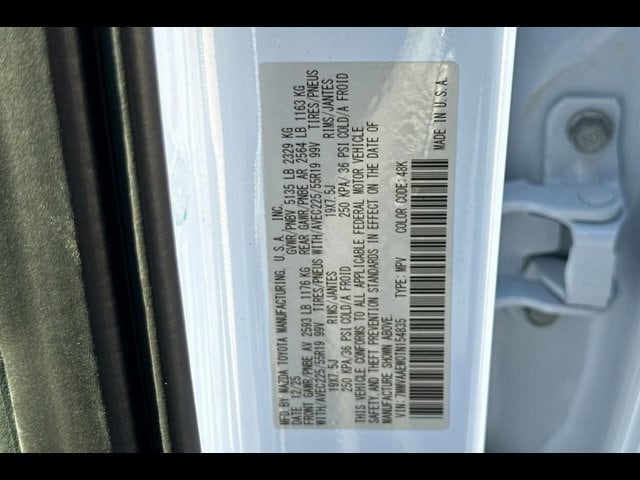 MFD. BY MAZDA TOYOTA MANUFACTURING, U.S.A., INC.
DATE 12/25 GVWR/PNBV 5135 LB 2329 KG
FRONT GAWR/PNBE AV 2593 LB 1176 KG REAR GAWR/PNBE AR 2564 LB 1163 KG
WITH/AVEC225/55R19 99V TIRES/PNEUS WITH/AVEC225/55R19 99V TIRES/PNEUS
19X7.5J RIMS/JANTES 19X7.5J RIMS/JANTES
250 KPA/36 PSI COLD/A FROID 250 KPA/36 PSI COLD/A FROID
THIS VEHICLE CONFORMS TO ALL APPLICABLE FEDERAL MOTOR VEHICLE
SAFETY AND THEFT PREVENTION STANDARDS IN EFFECT ON THE DATE OF
MANUFACTURE SHOWN ABOVE.
VIN: 7MMVAAEW0TN154835 TYPE: MPV COLOR CODE:48K
MADE IN U.S.A.